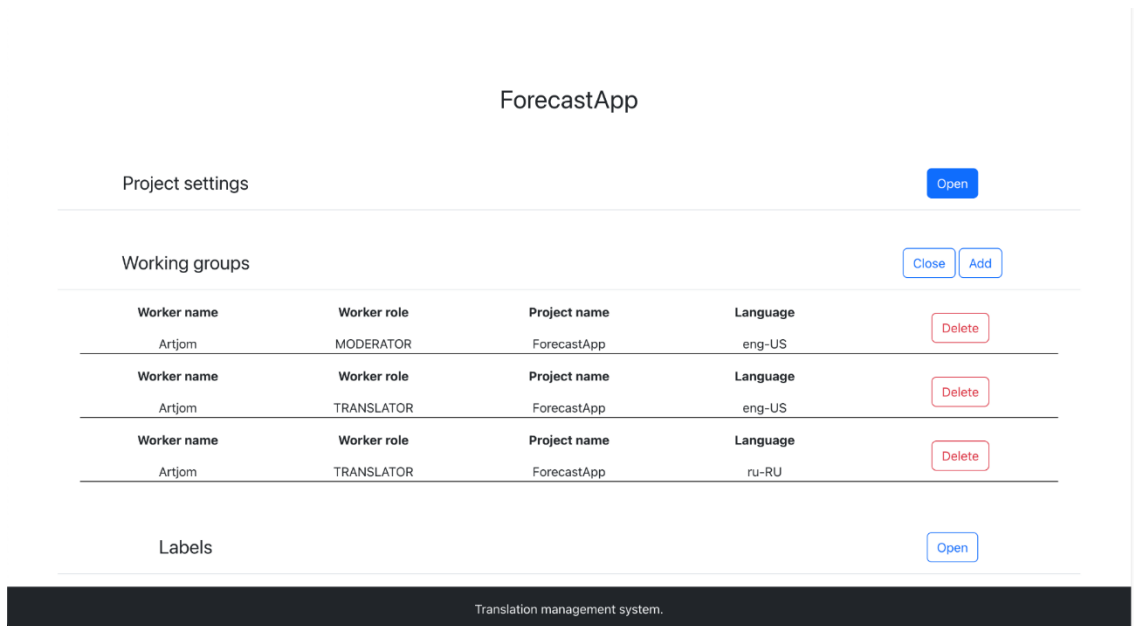 ForecastApp
Project settings Open
Working groups Close Add
Worker name Worker role Project name Language Delete
Artjom MODERATOR ForecastApp eng-US
Worker name Worker role Project name Language Delete
Artjom TRANSLATOR ForecastApp eng-US
Worker name Worker role Project name Language Delete
Artjom TRANSLATOR ForecastApp ru-RU
Labels Open
Translation management system.